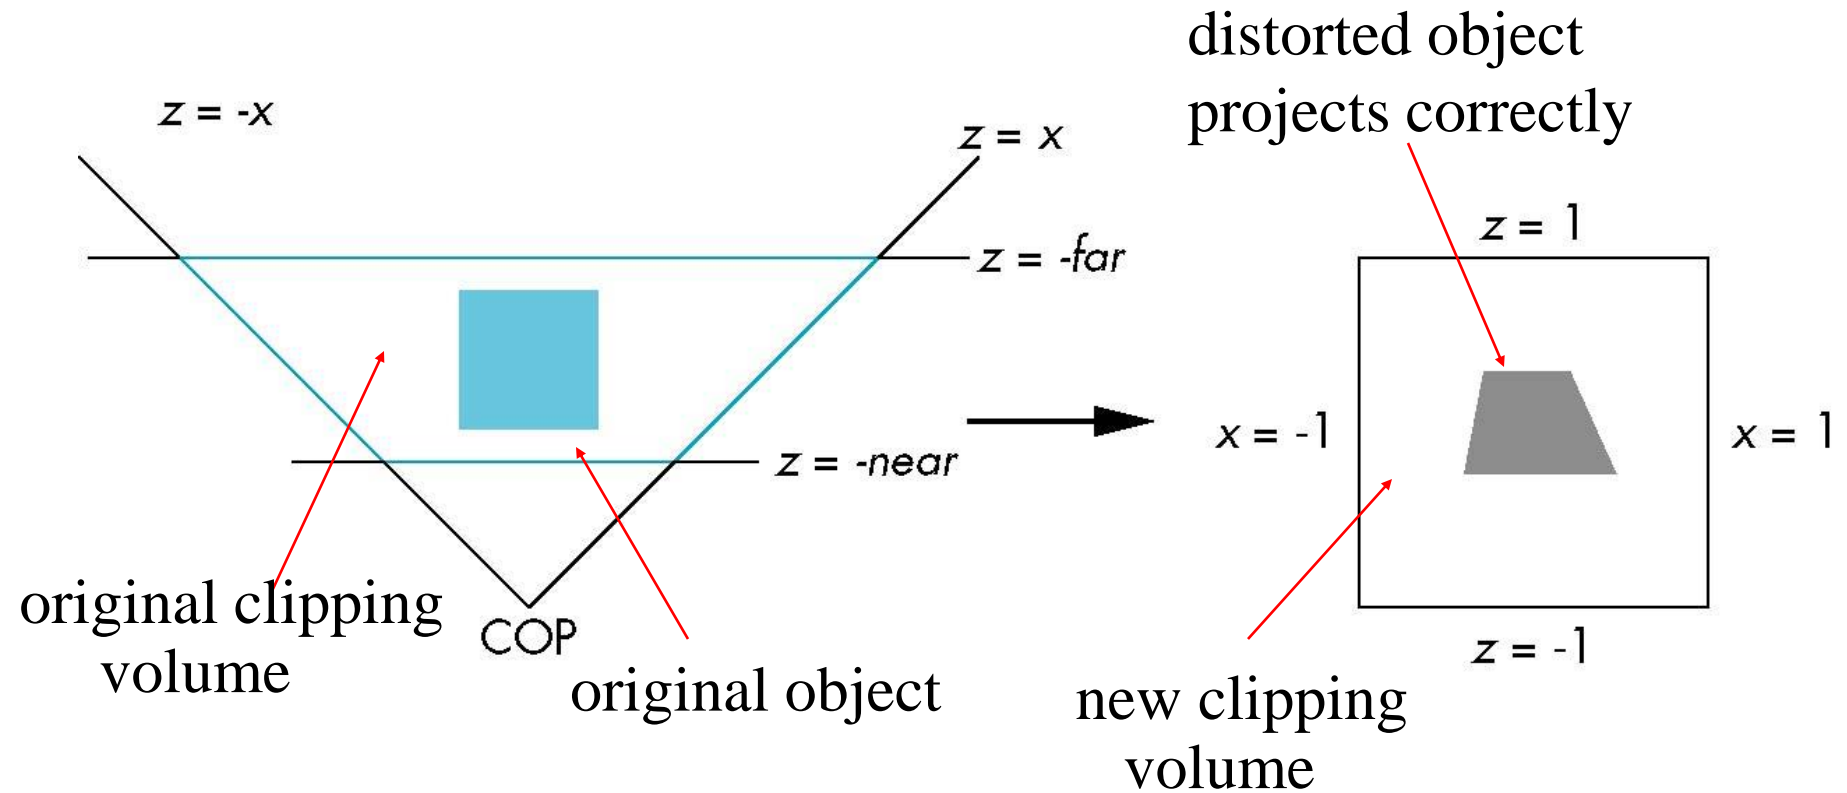 distorted object
projects correctly
z = -x
z = x
z = 1
z = -far
x = -1
x = 1
z = -near
original clipping
volume
COP
original object
z = -1
new clipping
volume